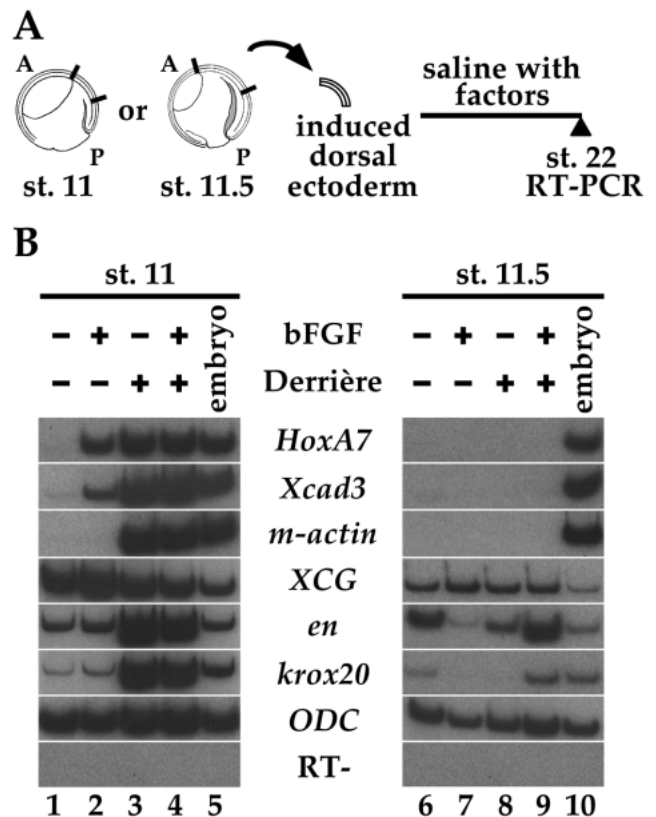 A
A
A
or
saline with
factors
induced
dorsal
ectoderm
P
P
st. 11
st. 11.5
st. 22
RT-PCR
B
st. 11
st. 11.5
− + − + embryo
bFGF
− + − + embryo
− − + +
Derrière
− − + +
HoxA7
Xcad3
m-actin
XCG
en
krox20
ODC
RT-
1 2 3 4 5
6 7 8 9 10